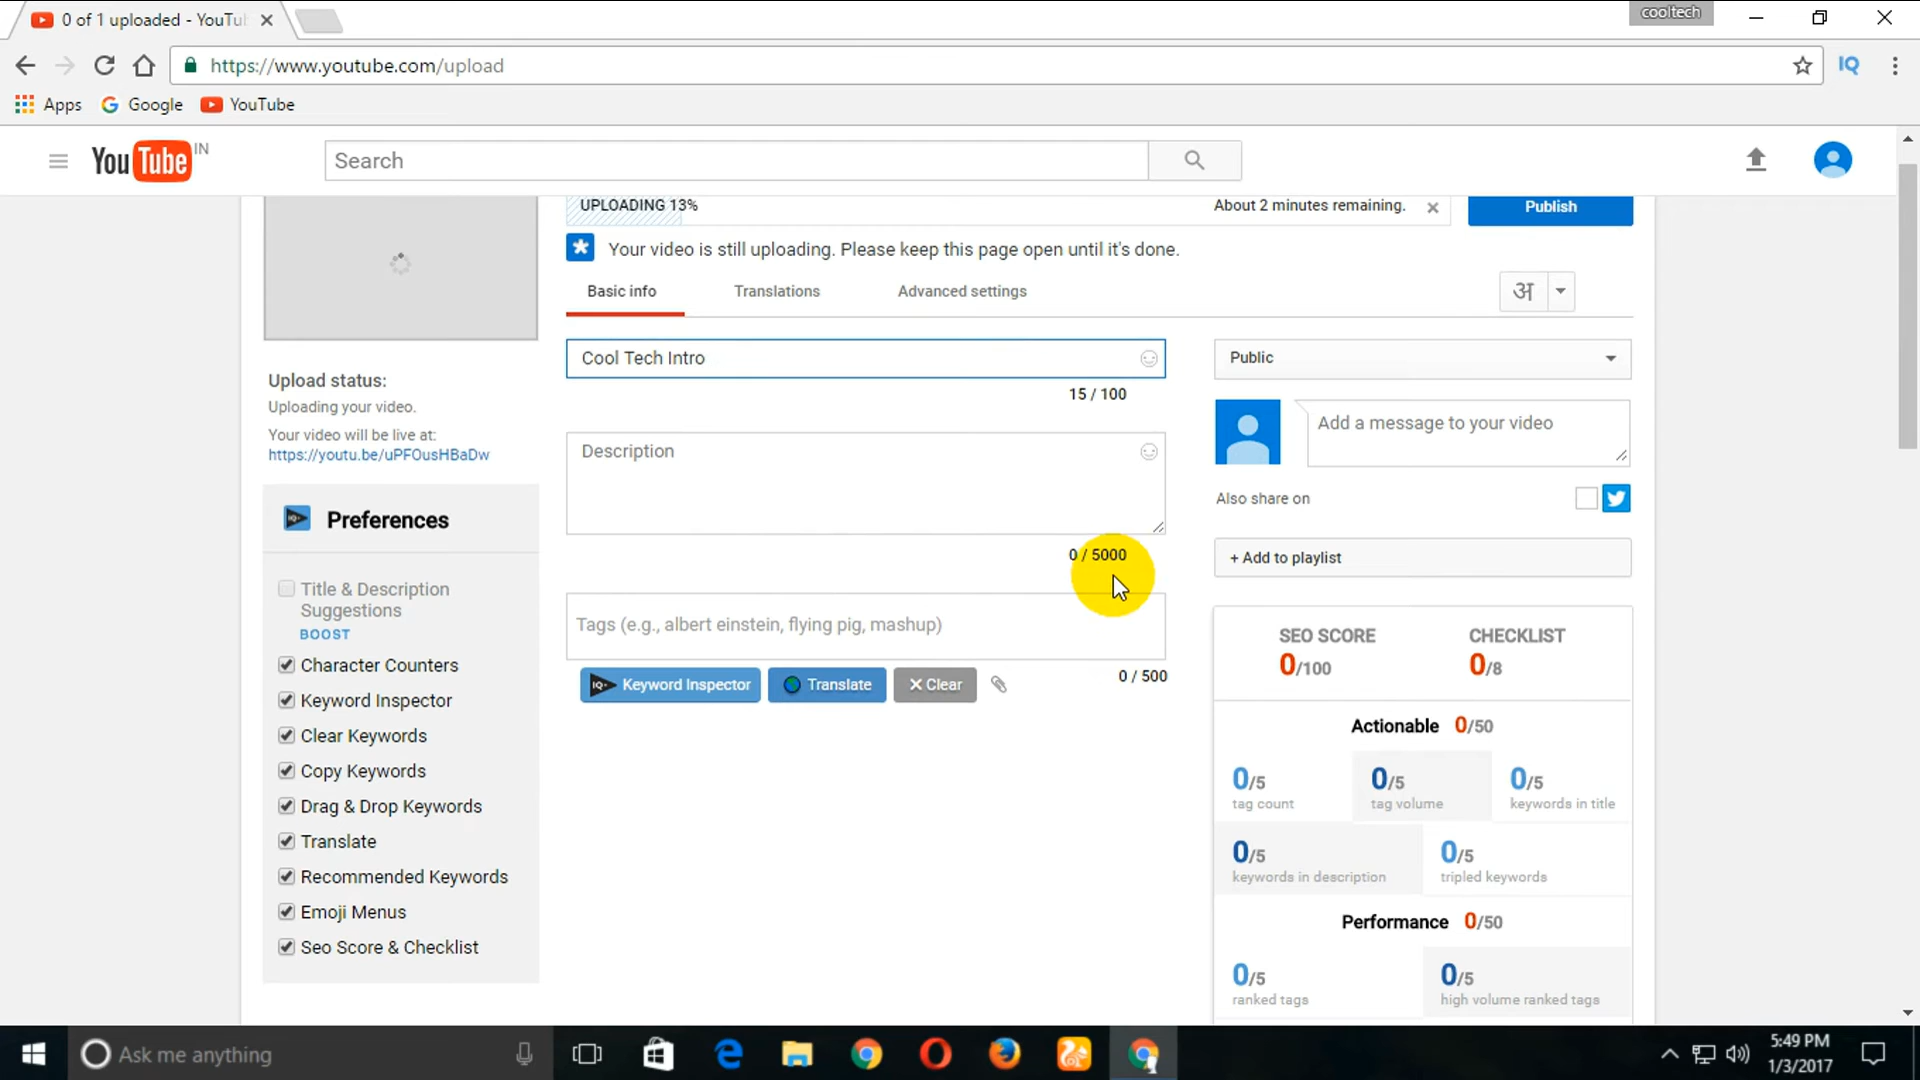 0 of 1 uploaded - YouTu
cooltech
https://www.youtube.com/upload
IQ
Apps
Google
YouTube
YouTube IN
Search
UPLOADING 13%
About 2 minutes remaining.
Publish
Your video is still uploading. Please keep this page open until it's done.
Basic info
Translations
Advanced settings
अ
Cool Tech Intro
15 / 100
Public
Upload status:
Uploading your video.
Your video will be live at:
https://youtu.be/uPFOusHBaDw
Description
0 / 5000
Add a message to your video
Also share on
+ Add to playlist
Preferences
Title & Description
Suggestions
BOOST
Character Counters
Keyword Inspector
Clear Keywords
Copy Keywords
Drag & Drop Keywords
Translate
Recommended Keywords
Emoji Menus
Seo Score & Checklist
Tags (e.g., albert einstein, flying pig, mashup)
IQ Keyword Inspector
Translate
Clear
0 / 500
SEO SCORE
0/100
CHECKLIST
0/8
Actionable 0/50
0/5
tag count
0/5
tag volume
0/5
keywords in title
0/5
keywords in description
0/5
tripled keywords
Performance 0/50
0/5
ranked tags
0/5
high volume ranked tags
Ask me anything
5:49 PM
1/3/2017